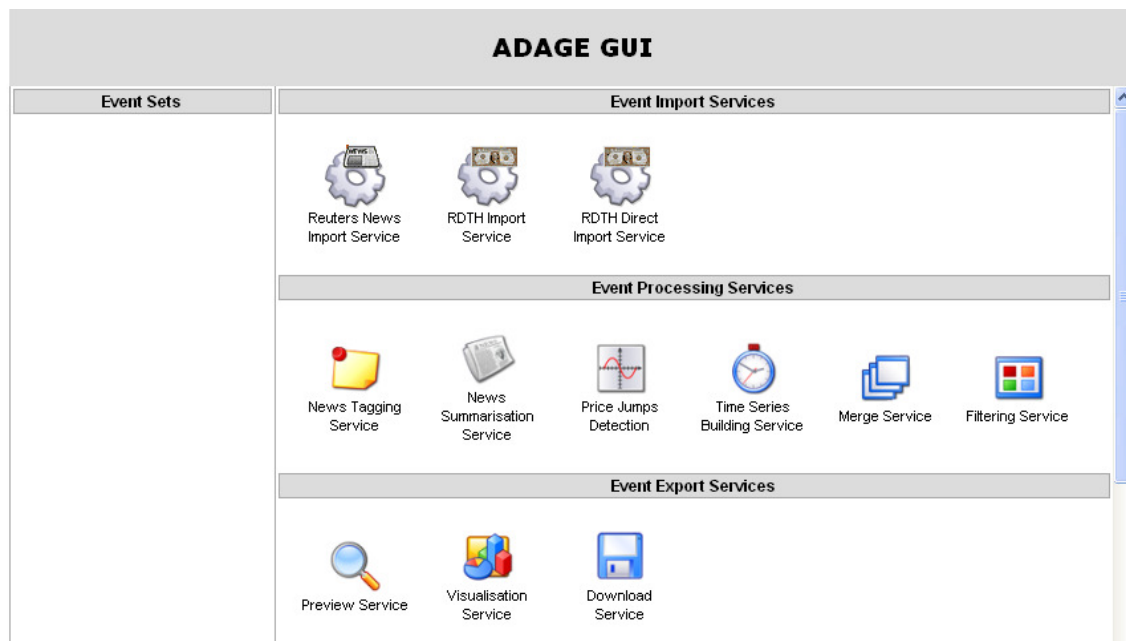 ADAGE GUI
Event Sets
Event Import Services
NEWS
Reuters News
Import Service
RDTH Import
Service
RDTH Direct
Import Service
Event Processing Services
News Tagging
Service
News
Summarisation
Service
Price Jumps
Detection
Time Series
Building Service
Merge Service
Filtering Service
Event Export Services
Preview Service
Visualisation
Service
Download
Service